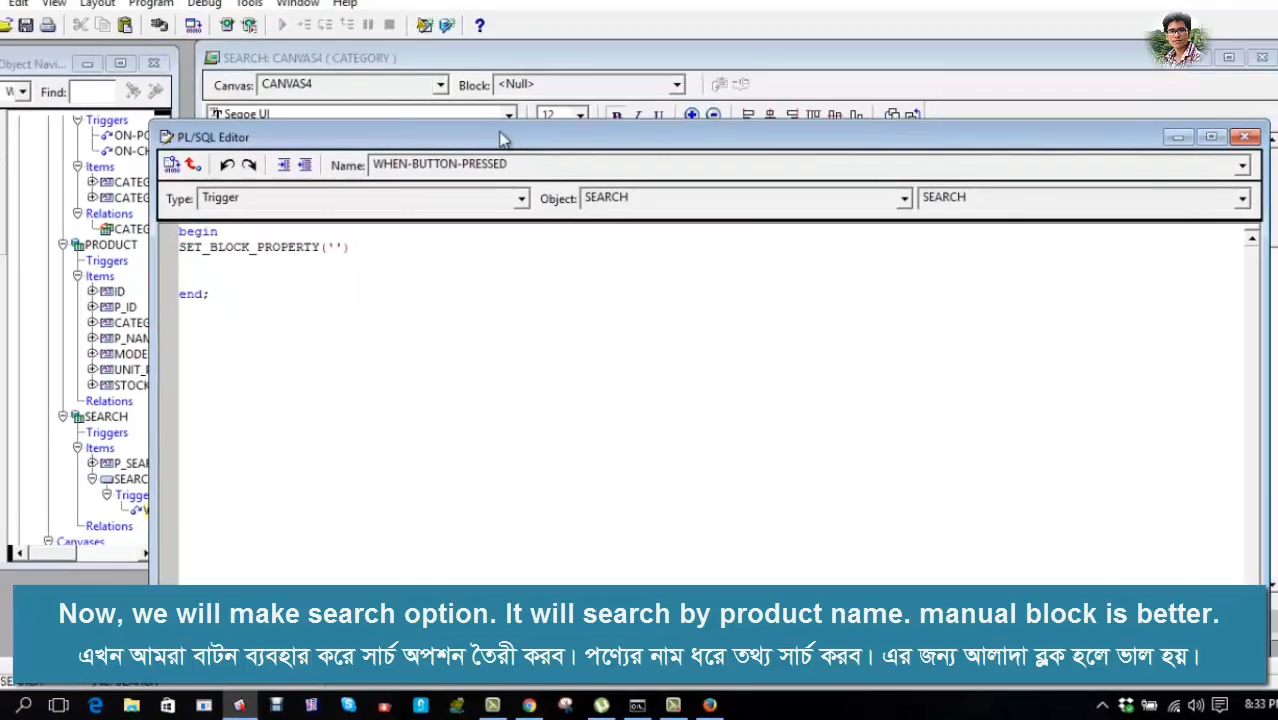 Edit View Layout Program Debug Tools Window Help
Object Navi
SEARCH: CANVAS4 ( CATEGORY )
Find:
Canvas: CANVAS4 Block: <Null>
Segoe UI 12 B I U
Triggers
ON-PO
ON-CH
Items
CATEG
CATEG
Relations
CATEG
PRODUCT
Triggers
Items
ID
P_ID
CATEG
P_NAM
MODE
UNIT_P
STOCK
Relations
SEARCH
Triggers
Items
P_SEAR
SEARC
Trigge
Relations
Canvases
PL/SQL Editor
Name: WHEN-BUTTON-PRESSED
Type: Trigger Object: SEARCH SEARCH
begin
SET_BLOCK_PROPERTY('')
end;
Now, we will make search option. It will search by product name. manual block is better.
এখন আমরা বাটন ব্যবহার করে সার্চ অপশন তৈরী করব। পণ্যের নাম ধরে তথ্য সার্চ করব। এর জন্য আলাদা ব্লক হলে ভাল হয়।
8:33 PM